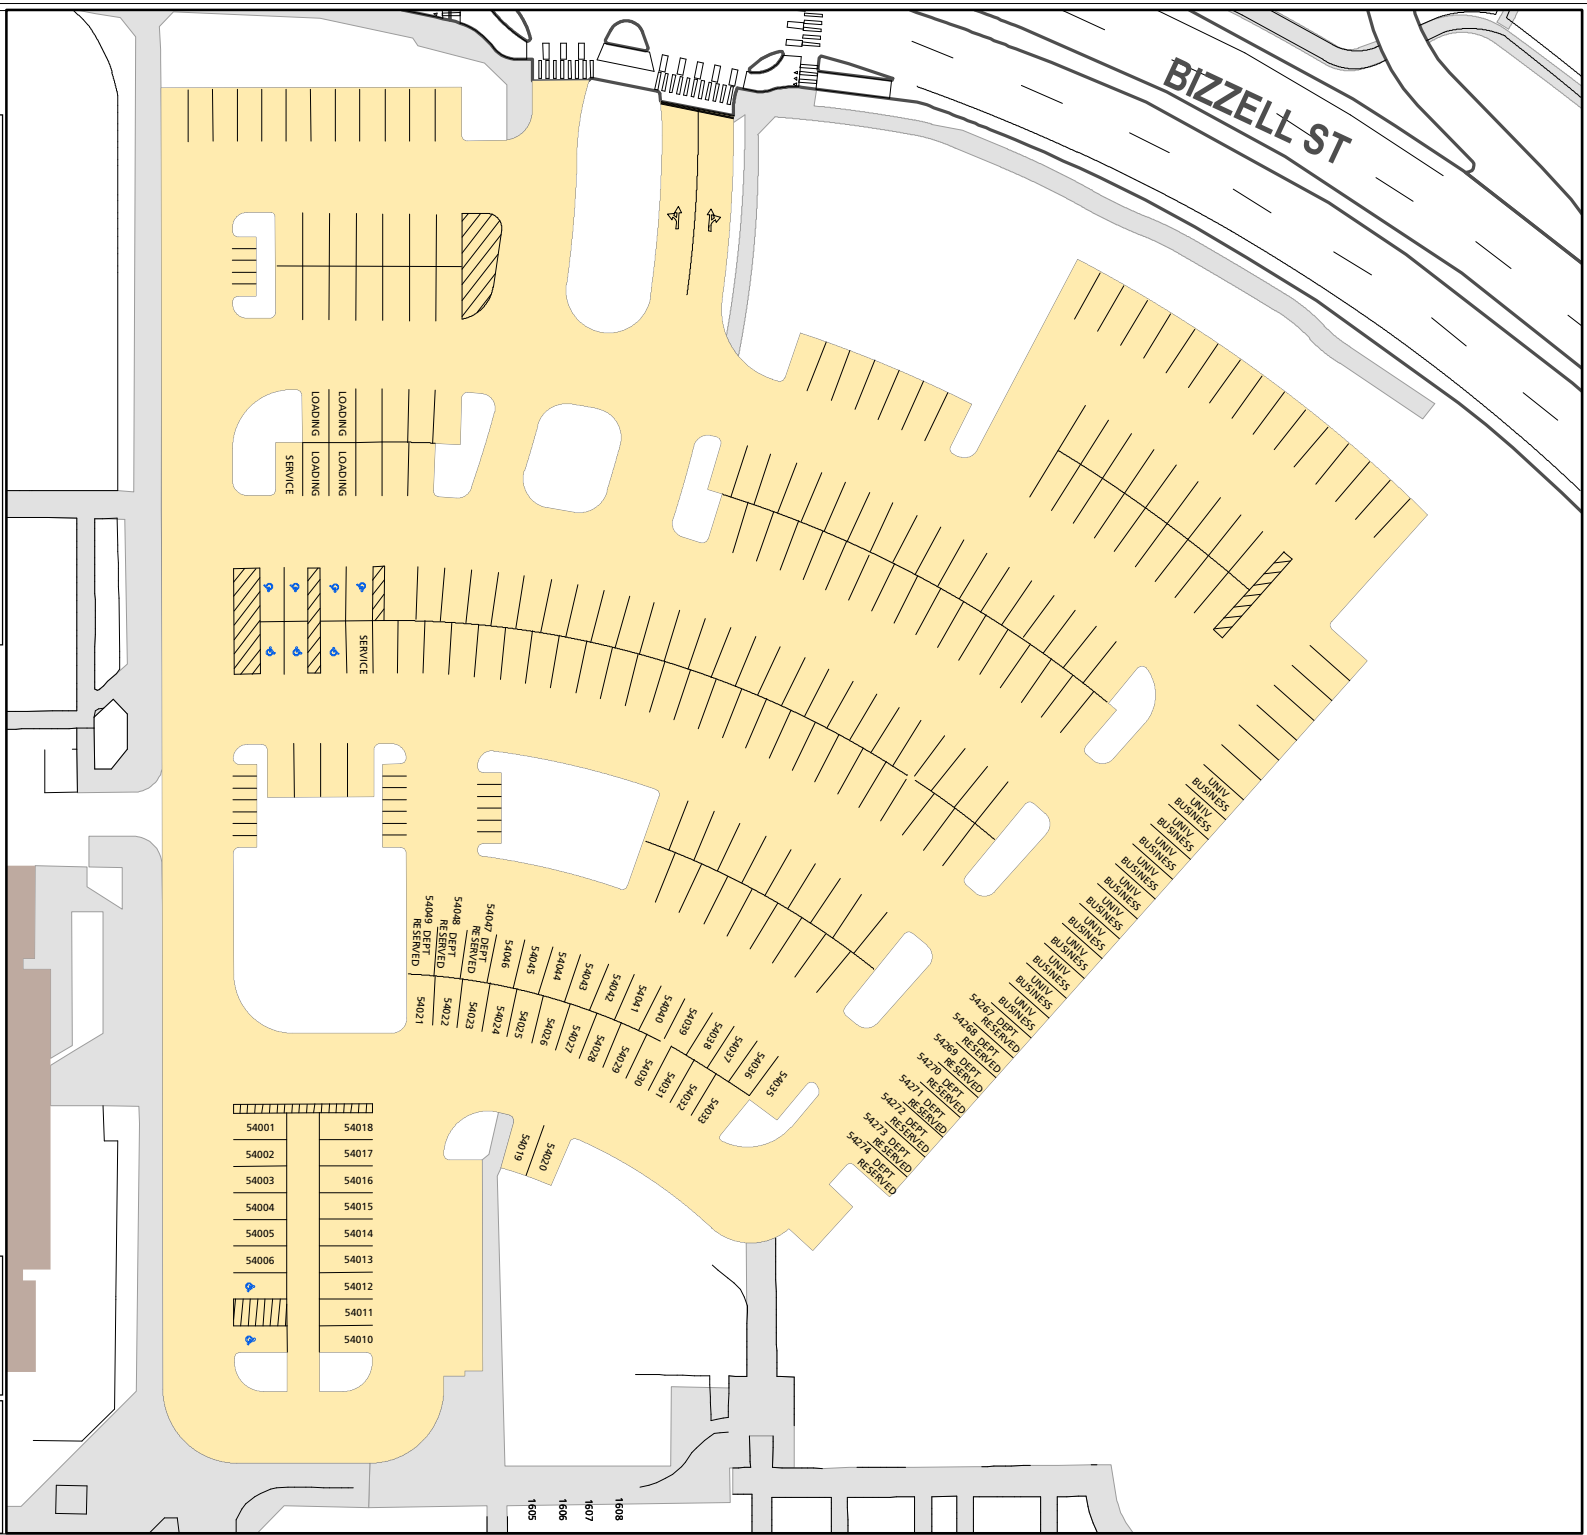 BIZZELL ST
LOADING
LOADING
SERVICE
LOADING
LOADING
SERVICE
UNIV
BUSINESS
UNIV
BUSINESS
UNIV
BUSINESS
UNIV
BUSINESS
UNIV
BUSINESS
UNIV
BUSINESS
UNIV
BUSINESS
UNIV
BUSINESS
UNIV
BUSINESS
UNIV
BUSINESS
UNIV
BUSINESS
UNIV
BUSINESS
54267 DEPT
RESERVED
54268 DEPT
RESERVED
54269 DEPT
RESERVED
54270 DEPT
RESERVED
54271 DEPT
RESERVED
54272 DEPT
RESERVED
54273 DEPT
RESERVED
54274 DEPT
RESERVED
54049 DEPT
RESERVED
54048 DEPT
RESERVED
54047 DEPT
RESERVED
54046
54045
54044
54043
54042
54041
54040
54039
54038
54037
54036
54035
54021
54022
54023
54024
54025
54026
54027
54028
54029
54030
54031
54032
54033
54019
54020
54001
54018
54002
54017
54003
54016
54004
54015
54005
54014
54006
54013
54012
54011
54010
1605
1606
1607
1608